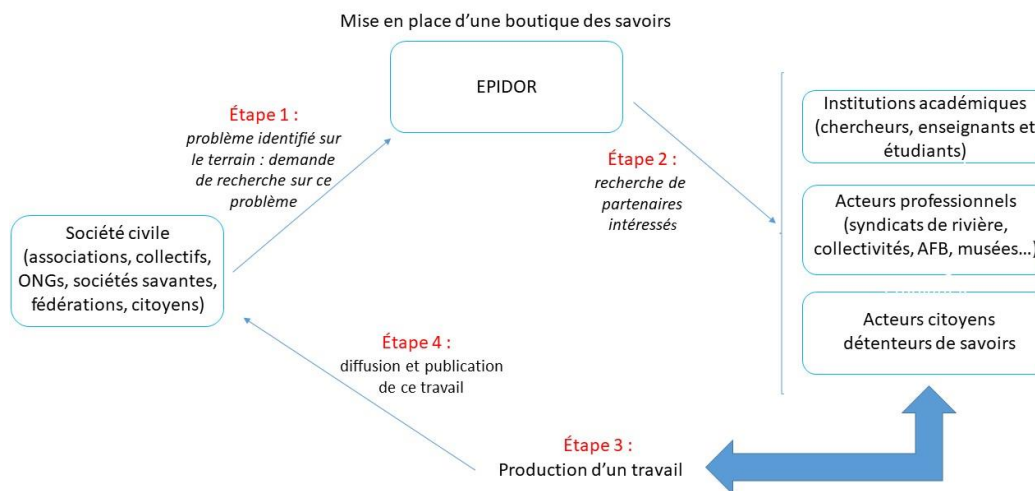 Mise en place d'une boutique des savoirs
EPIDOR
Étape 1 :
problème identifié sur
le terrain : demande
de recherche sur ce
problème
Étape 2 :
recherche de
partenaires
intéressés
Institutions académiques
(chercheurs, enseignants et
étudiants)
Acteurs professionnels
(syndicats de rivière,
collectivités, AFB, musées...)
Acteurs citoyens
détenteurs de savoirs
Société civile
(associations, collectifs,
ONGs, sociétés savantes,
fédérations, citoyens)
Étape 4 :
diffusion et publication
de ce travail
Étape 3 :
Production d'un travail